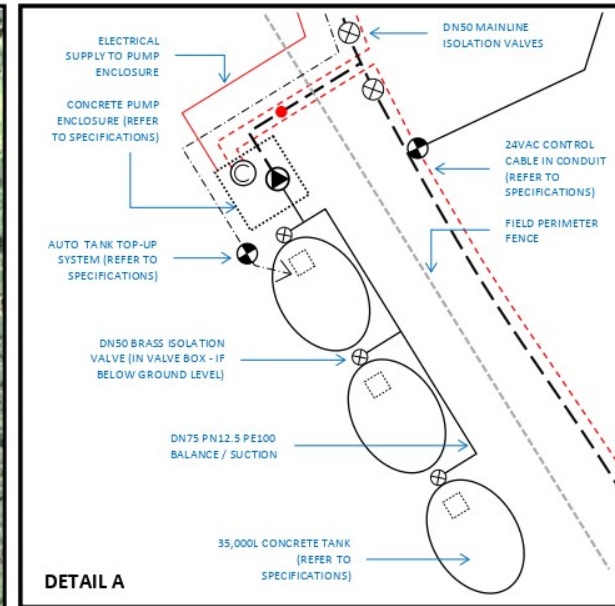 ELECTRICAL
SUPPLY TO PUMP
ENCLOSURE
CONCRETE PUMP
ENCLOSURE (REFER
TO SPECIFICATIONS)
AUTO TANK TOP-UP
SYSTEM (REFER TO
SPECIFICATIONS)
DN50 BRASS ISOLATION
VALVE (IN VALVE BOX - IF
BELOW GROUND LEVEL)
DN75 PN12.5 PE100
BALANCE / SUCTION
35,000L CONCRETE TANK
(REFER TO
SPECIFICATIONS)
DN50 MAINLINE
ISOLATION VALVES
24VAC CONTROL
CABLE IN CONDUIT
(REFER TO
SPECIFICATIONS)
FIELD PERIMETER
FENCE
C
DETAIL A